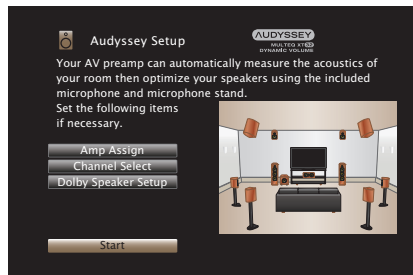 Audyssey Setup
AUDYSSEY
MULTEQ XT32
DYNAMIC VOLUME
Your AV preamp can automatically measure the acoustics of
your room then optimize your speakers using the included
microphone and microphone stand.
Set the following items
if necessary.
Amp Assign
Channel Select
Dolby Speaker Setup
Start